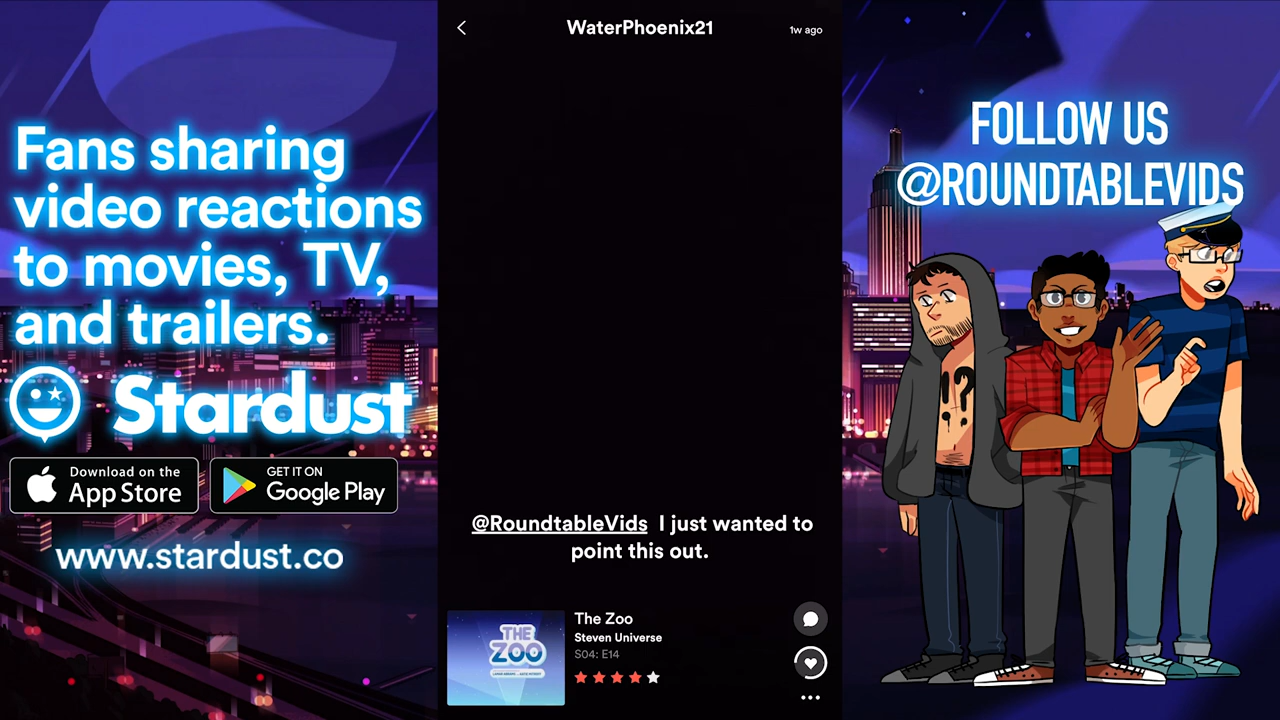 Fans sharing
video reactions
to movies, TV,
and trailers.
Stardust
Download on the
App Store
GET IT ON
Google Play
www.stardust.co
WaterPhoenix21
1w ago
@RoundtableVids I just wanted to
point this out.
THE
ZOO
The Zoo
Steven Universe
S04: E14
FOLLOW US
@ROUNDTABLEVIDS
!?